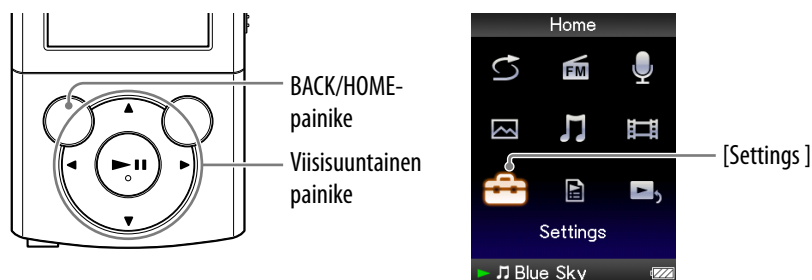 BACK/HOME-
painike
Viisisuuntainen
painike
Home
FM
[Settings ]
Settings
Blue Sky